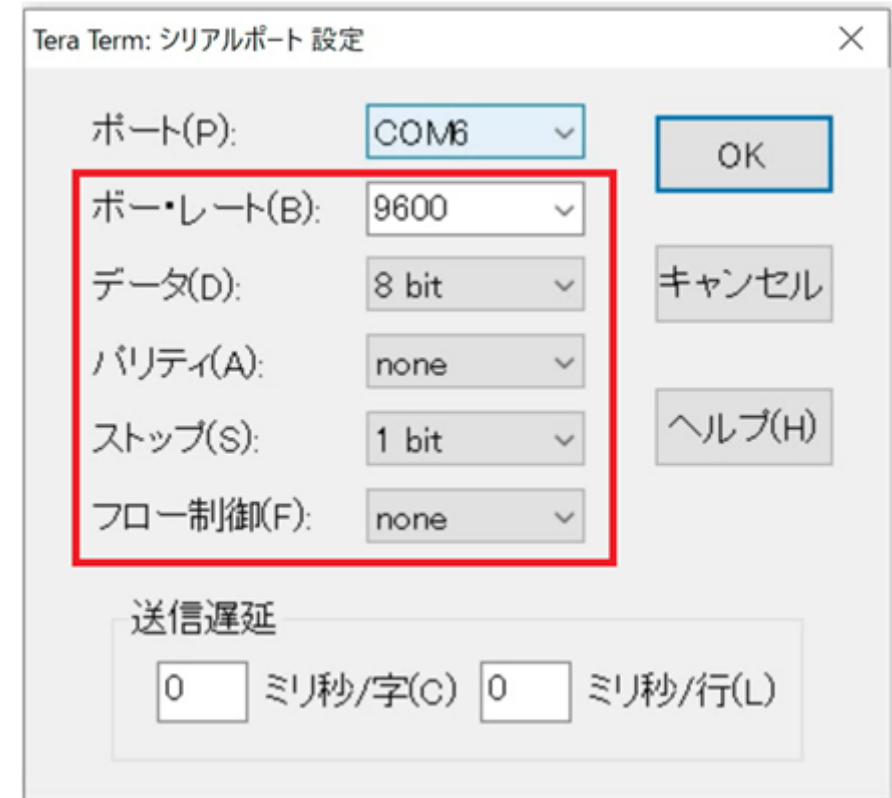 Tera Term: シリアルポート 設定
ポート(P): COM6
OK
ボー・レート(B): 9600
データ(D): 8 bit
キャンセル
パリティ(A): none
ストップ(S): 1 bit
ヘルプ(H)
フロー制御(F): none
送信遅延
0 ミリ秒/字(C) 0 ミリ秒/行(L)